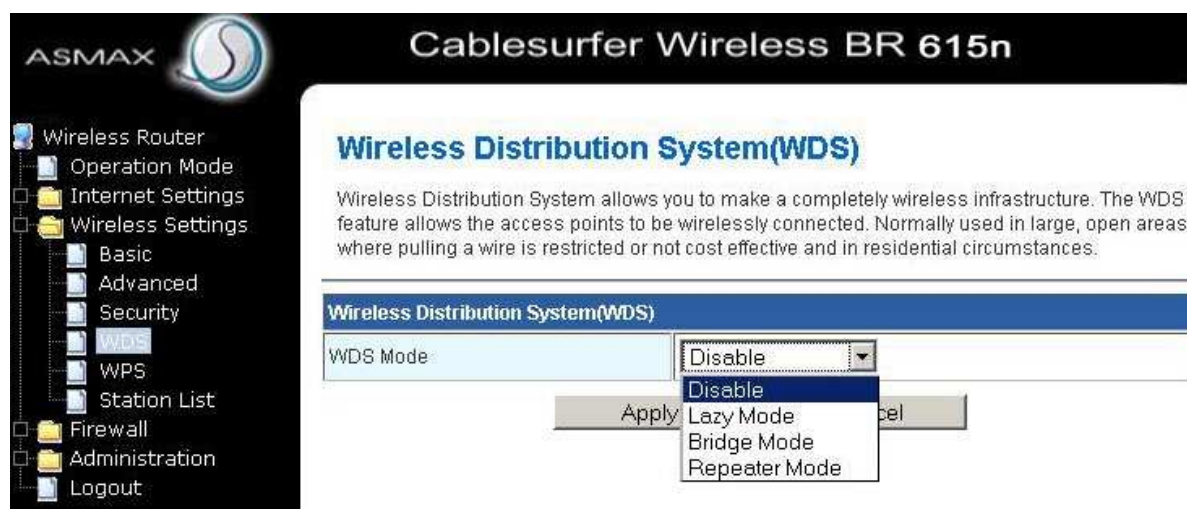 ASMAX
Cablesurfer Wireless BR 615n
Wireless Router
Operation Mode
Internet Settings
Wireless Settings
Basic
Advanced
Security
WDS
WPS
Station List
Firewall
Administration
Logout
Wireless Distribution System(WDS)
Wireless Distribution System allows you to make a completely wireless infrastructure. The WDS
feature allows the access points to be wirelessly connected. Normally used in large, open areas
where pulling a wire is restricted or not cost effective and in residential circumstances.
Wireless Distribution System(WDS)
WDS Mode
Disable
Disable
Lazy Mode
Bridge Mode
Repeater Mode
Apply